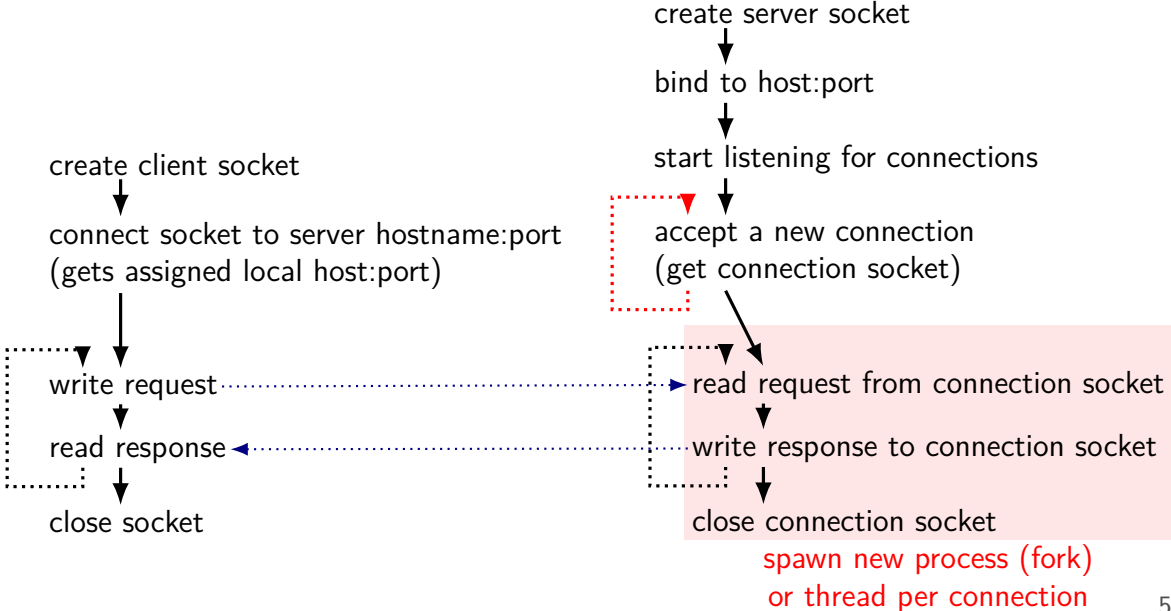 create server socket
bind to host:port
start listening for connections
accept a new connection
(get connection socket)
create client socket
connect socket to server hostname:port
(gets assigned local host:port)
write request
read response
close socket
read request from connection socket
write response to connection socket
close connection socket
spawn new process (fork)
or thread per connection
5